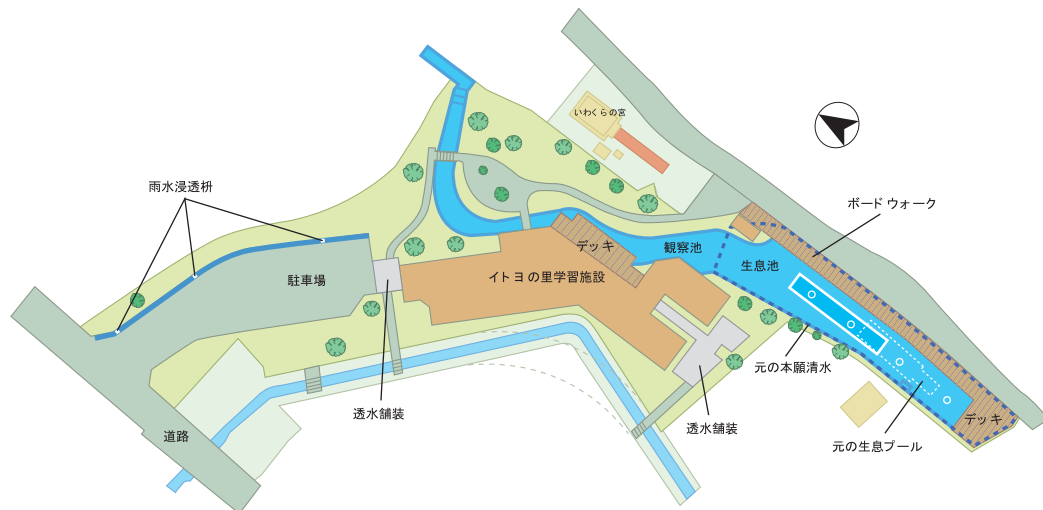 いわくらの宮
雨水浸透枡
ボードウォーク
デッキ
観察池
生息池
駐車場
イトヨの里学習施設
元の本願清水
透水舗装
透水舗装
デッキ
道路
元の生息プール